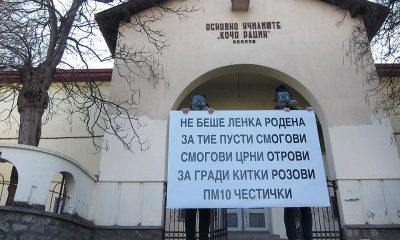 ОСНОВНО УЧИЛИШТЕ
"КОЧО РАЦИН"
СКОПЈЕ
НЕ БЕШЕ ЛЕНКА РОДЕНА
ЗА ТИЕ ПУСТИ СМОГОВИ
СМОГОВИ ЦРНИ ОТРОВИ
ЗА ГРАДИ КИТКИ РОЗОВИ
ПМ10 ЧЕСТИЧКИ